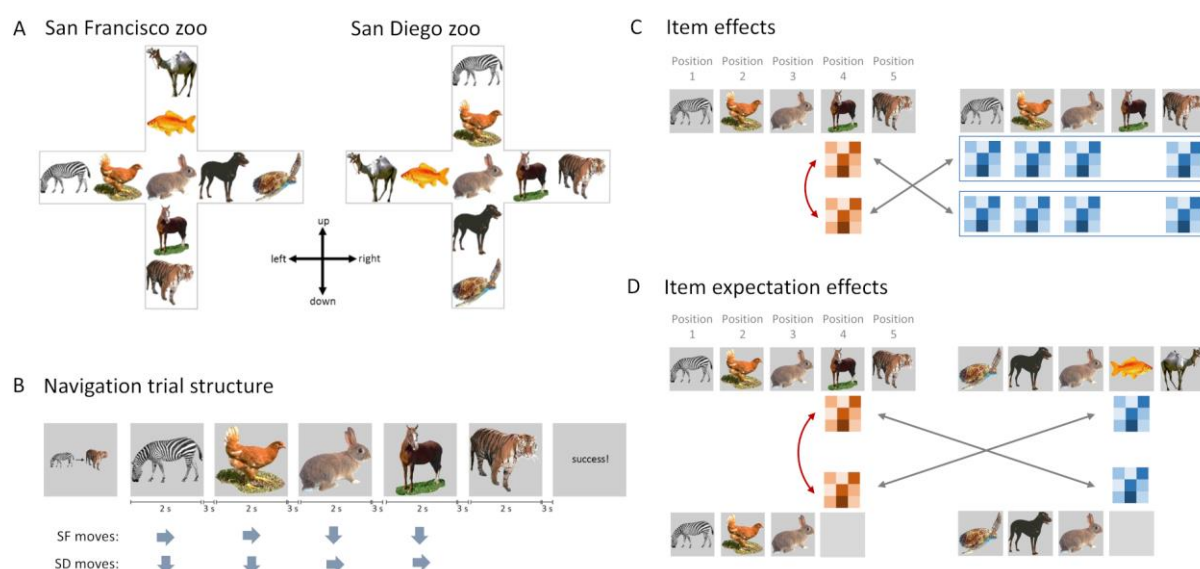 A San Francisco zoo
San Diego zoo
up
left
right
down
B Navigation trial structure
success!
2 s 3 s 2 s 3 s 2 s 3 s 2 s 3 s 2 s 3 s
SF moves:
SD moves:
C Item effects
Position Position Position Position Position
1 2 3 4 5
D Item expectation effects
Position Position Position Position Position
1 2 3 4 5